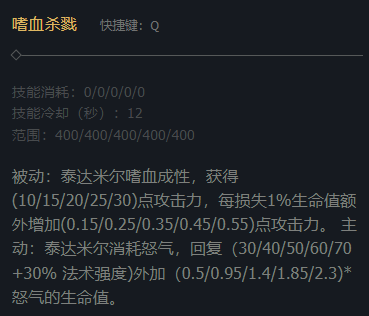 嗜血杀戮 快捷键：Q
技能消耗：0/0/0/0/0
技能冷却（秒）：12
范围：400/400/400/400/400
被动：泰达米尔嗜血成性，获得
(10/15/20/25/30)点攻击力，每损失1%生命值额
外增加(0.15/0.25/0.35/0.45/0.55)点攻击力。 主
动：泰达米尔消耗怒气，回复（30/40/50/60/70
+30% 法术强度)外加（0.5/0.95/1.4/1.85/2.3)*
怒气的生命值。